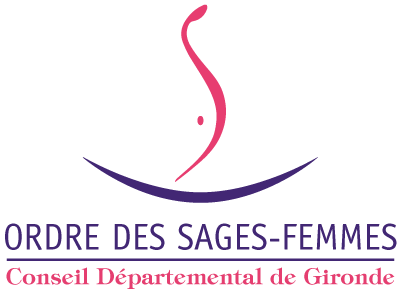 ORDRE DES SAGES-FEMMES
Conseil Départemental de Gironde